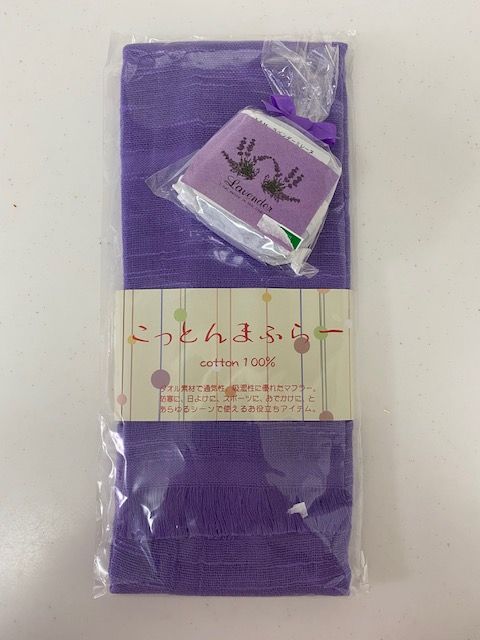 Lavender
こっとんまふらー
cotton 100%
タオル素材で通気性、吸湿性に優れたマフラー。
防寒に、日よけに、スポーツに、おでかけに、と
あらゆるシーンで使えるお役立ちアイテム。